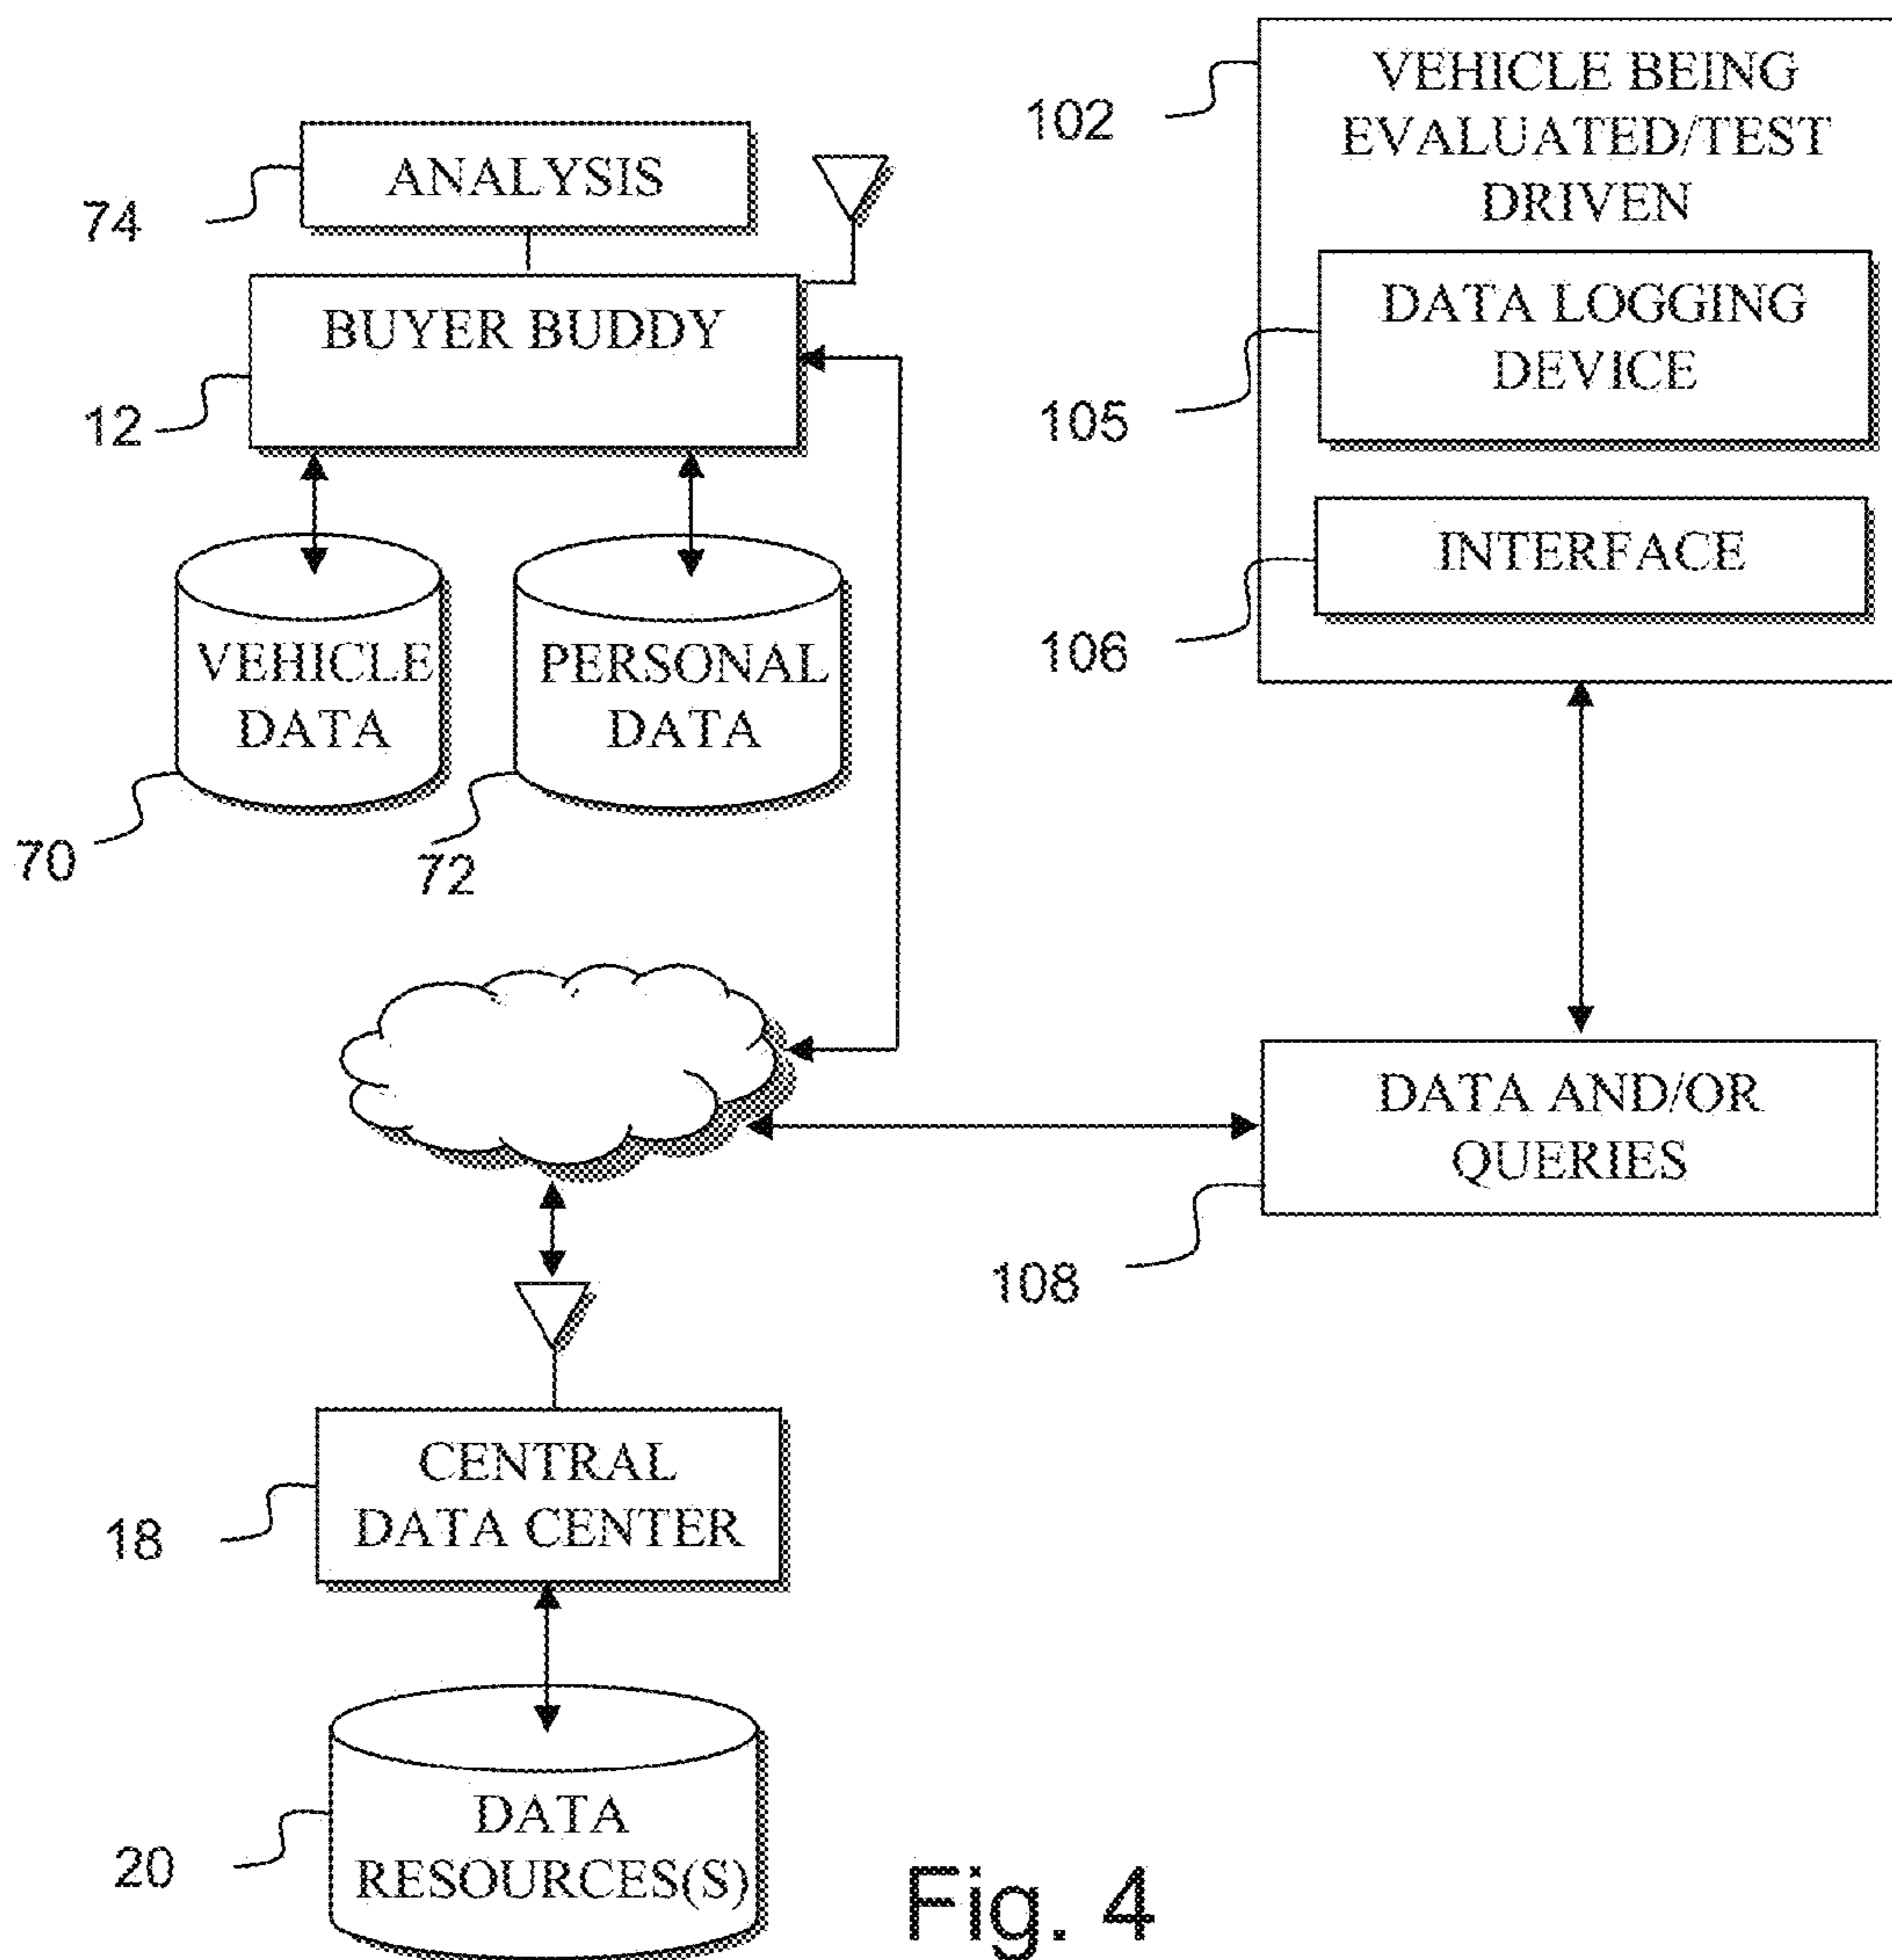 ANALYSIS
74
BUYER BUDDY
12
VEHICLE
DATA
70
PERSONAL
DATA
72
VEHICLE BEING
EVALUATED/TEST
DRIVEN
102
DATA LOGGING
DEVICE
105
INTERFACE
106
DATA AND/OR
QUERIES
108
CENTRAL
DATA CENTER
18
DATA
RESOURCES(S)
20
Fig. 4